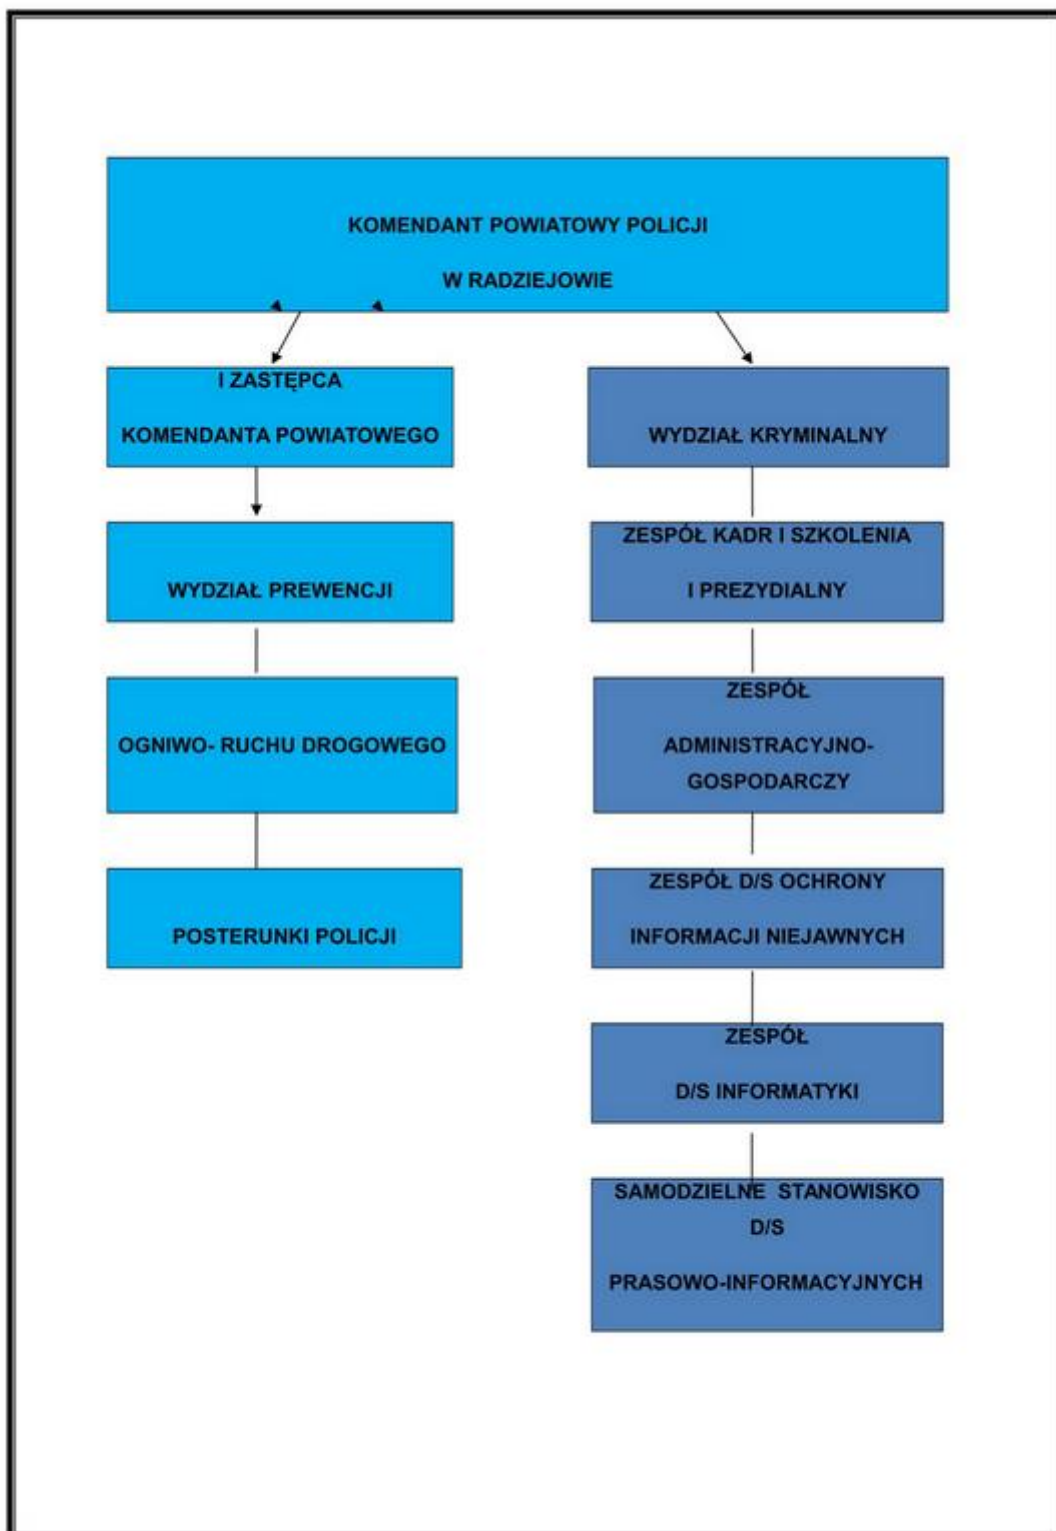 KOMENDANT POWIATOWY POLICJI
W RADZIEJOWIE
I ZASTĘPCA
KOMENDANTA POWIATOWEGO
WYDZIAŁ PREWENCJI
OGNIWO- RUCHU DROGOWEGO
POSTERUNKI POLICJI
WYDZIAŁ KRYMINALNY
ZESPÓŁ KADR I SZKOLENIA
I PREZYDIALNY
ZESPÓŁ
ADMINISTRACYJNO-
GOSPODARCZY
ZESPÓŁ D/S OCHRONY
INFORMACJI NIEJAWNYCH
ZESPÓŁ
D/S INFORMATYKI
SAMODZIELNE STANOWISKO
D/S
PRASOWO-INFORMACYJNYCH